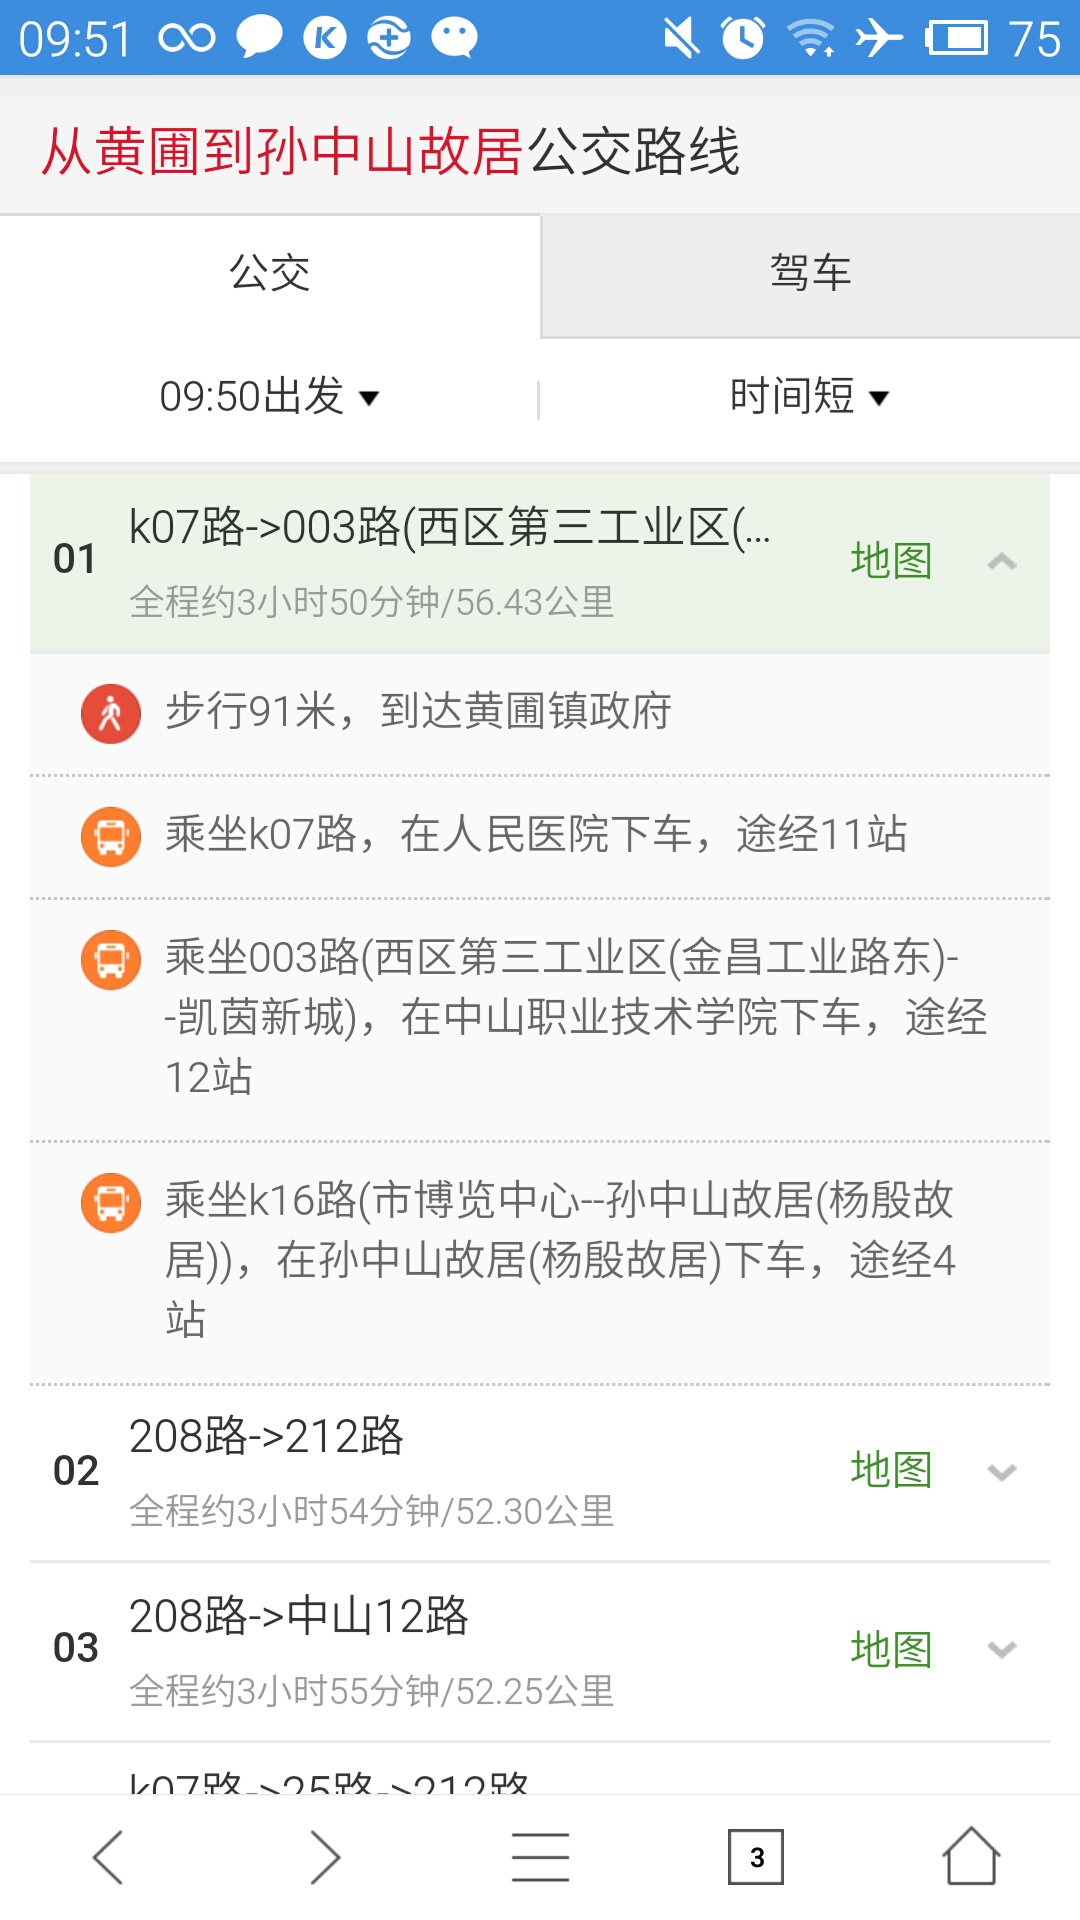 09:51
75
从黄圃到孙中山故居公交路线
公交
驾车
09:50出发
时间短
01
k07路->003路(西区第三工业区(...
全程约3小时50分钟/56.43公里
地图
步行91米，到达黄圃镇政府
乘坐k07路，在人民医院下车，途经11站
乘坐003路(西区第三工业区(金昌工业路东)-
-凯茵新城)，在中山职业技术学院下车，途经
12站
乘坐k16路(市博览中心--孙中山故居(杨殷故
居))，在孙中山故居(杨殷故居)下车，途经4
站
02
208路->212路
全程约3小时54分钟/52.30公里
地图
03
208路->中山12路
全程约3小时55分钟/52.25公里
地图
k07路->25路->212路
3